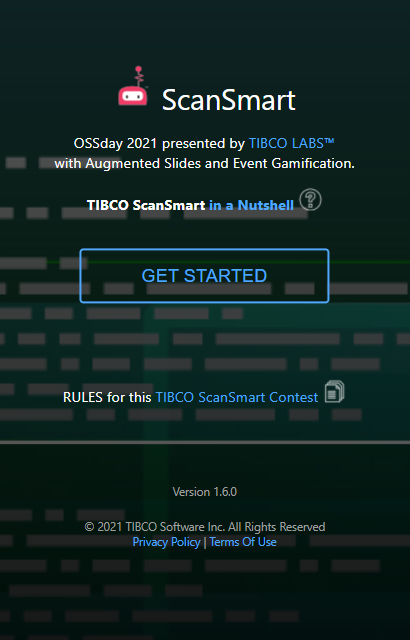 ScanSmart
OSSday 2021 presented by TIBCO LABS™
with Augmented Slides and Event Gamification.
TIBCO ScanSmart in a Nutshell ?
GET STARTED
RULES for this TIBCO ScanSmart Contest
Version 1.6.0
© 2021 TIBCO Software Inc. All Rights Reserved
Privacy Policy | Terms Of Use